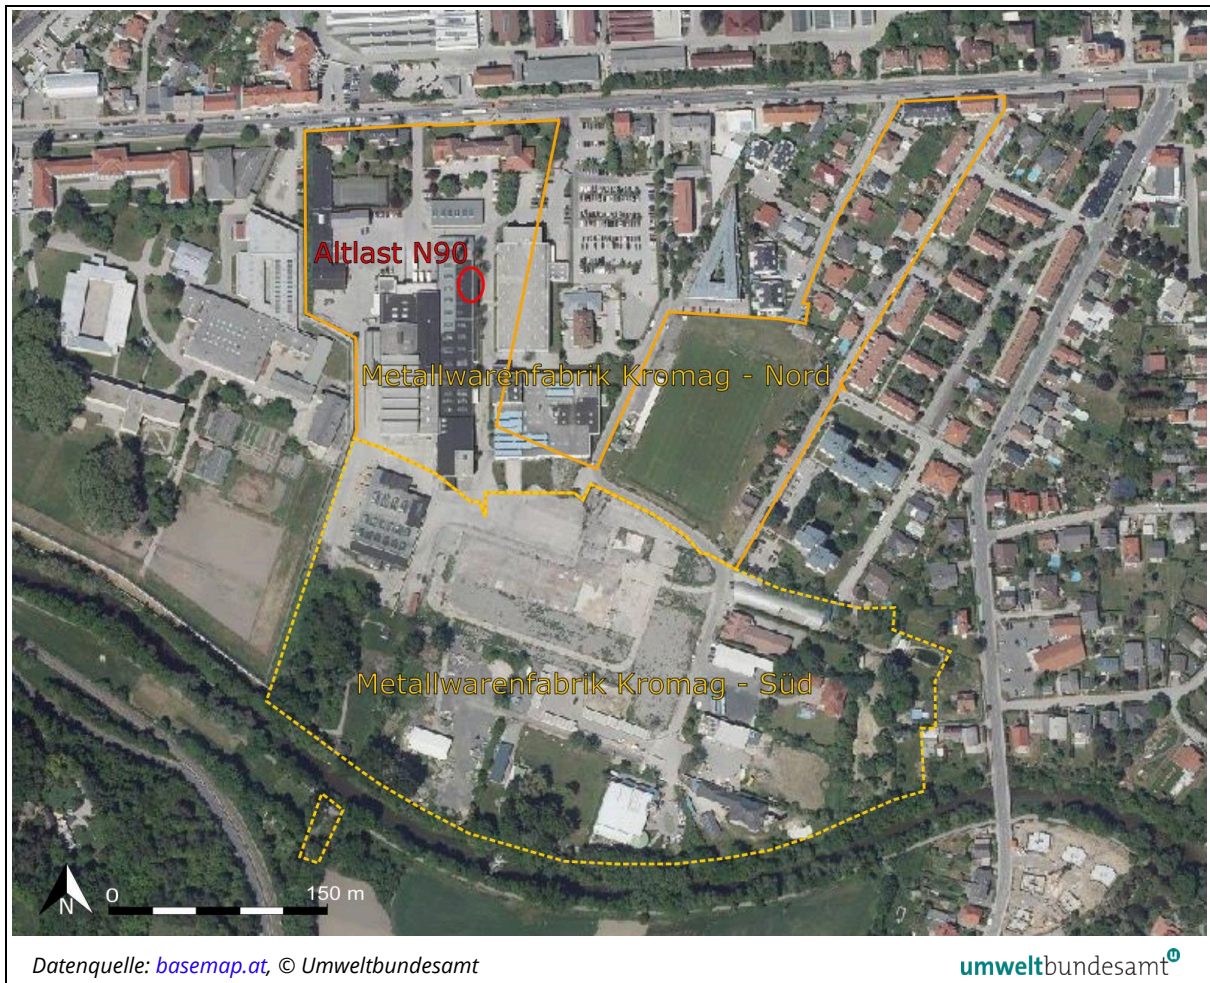 Altlast N90
Metallwarenfabrik Kromag - Nord
Metallwarenfabrik Kromag - Süd
N
0 150 m
Datenquelle: basemap.at, © Umweltbundesamt
umweltbundesamt u